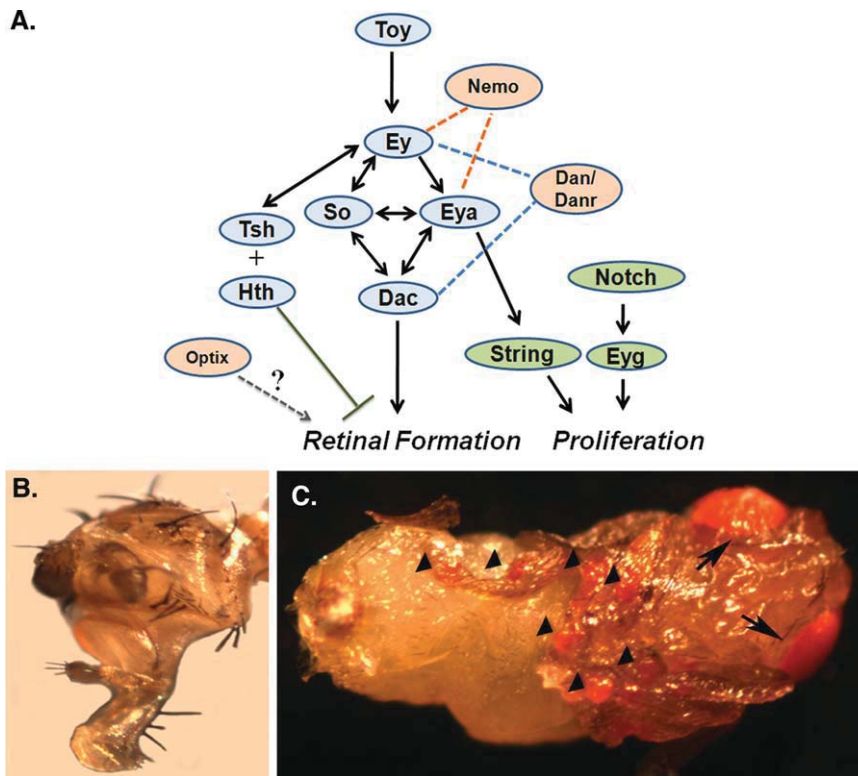 A.
Toy
Nemo
Ey
Dan/
Danr
So
Eya
Tsh
+
Hth
Dac
Notch
Optix
?
String
Eyg
Retinal Formation
Proliferation
B.
C.